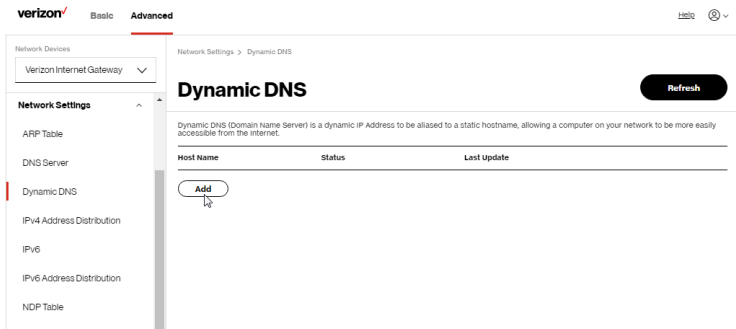 verizon✓ Basic Advanced Help
Network Devices
Verizon Internet Gateway
Network Settings
ARP Table
DNS Server
Dynamic DNS
IPv4 Address Distribution
IPv6
IPv6 Address Distribution
NDP Table
Network Settings > Dynamic DNS
Dynamic DNS
Refresh
Dynamic DNS (Domain Name Server) is a dynamic IP Address to be aliased to a static hostname, allowing a computer on your network to be more easily
accessible from the Internet.
Host Name Status Last Update
Add